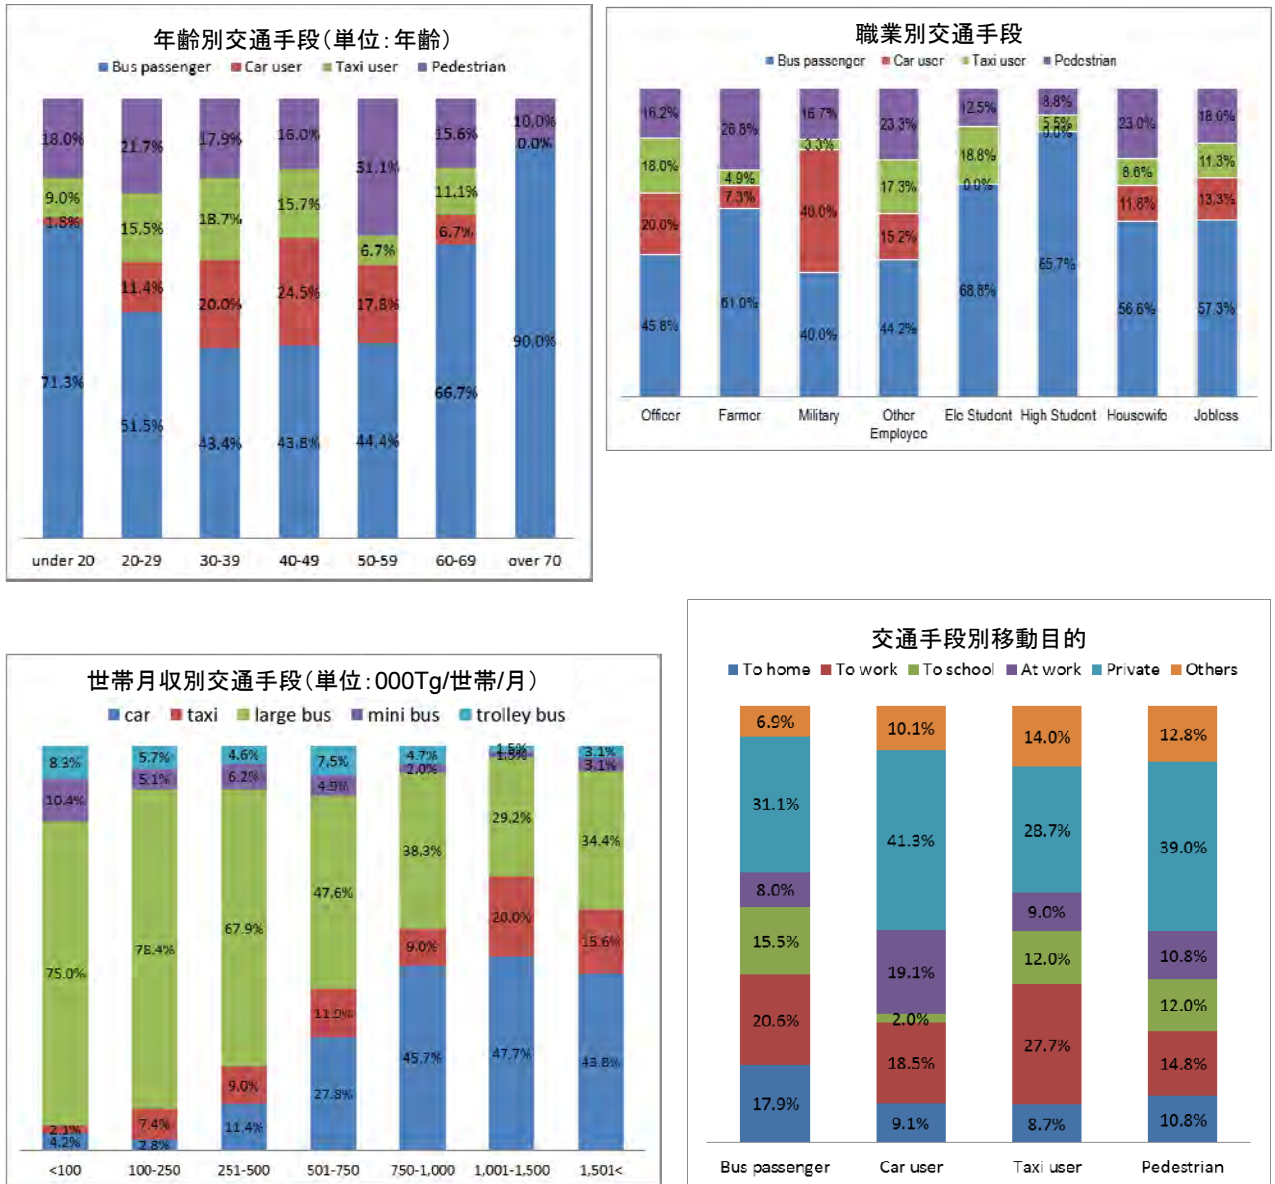 年齢別交通手段(単位:年齢)
Bus passenger Car user Taxi user Pedestrian
18.0% 21.7% 17.9% 16.0% 31.1% 15.6% 10.0%
9.0% 15.5% 18.7% 15.7% 6.7% 11.1% 0.0%
1.8% 11.4% 20.0% 24.5% 17.8% 6.7%
71.3% 51.5% 43.4% 43.8% 44.4% 66.7% 90.0%
under 20 20-29 30-39 40-49 50-59 60-69 over 70
職業別交通手段
Bus passenger Car user Taxi user Pedestrian
16.2% 26.8% 16.7% 23.3% 12.5% 8.8% 23.0% 18.0%
18.0% 4.9% 3.3% 17.3% 18.8% 5.5% 8.6% 11.3%
20.0% 7.3% 40.0% 15.2% 0.0% 0.0% 11.8% 13.3%
45.8% 61.0% 40.0% 44.2% 68.8% 56.6% 57.3%
Officer Farmer Military Other Ele Student High Student Housewife Jobless
Employee
世帯月収別交通手段(単位:000Tg/世帯/月)
car taxi large bus mini bus trolley bus
8.3% 5.7% 4.6% 7.5% 4.7% 1.5% 3.1%
10.4% 5.1% 6.2% 4.9% 2.0% 1.5% 3.1%
75.0% 78.4% 67.9% 47.6% 38.3% 29.2% 34.4%
2.1% 7.4% 9.0% 9.0% 20.0% 15.6%
4.2% 2.8% 11.4% 27.8% 45.7% 47.7% 43.8%
<100 100-250 251-500 501-750 750-1,000 1,001-1,500 1,501<
交通手段別移動目的
To home To work To school At work Private Others
6.9% 10.1% 14.0% 12.8%
31.1% 41.3% 28.7% 39.0%
8.0% 19.1% 9.0% 10.8%
15.5% 2.0% 12.0% 12.0%
20.6% 18.5% 27.7% 14.8%
17.9% 9.1% 8.7% 10.8%
Bus passenger Car user Taxi user Pedestrian